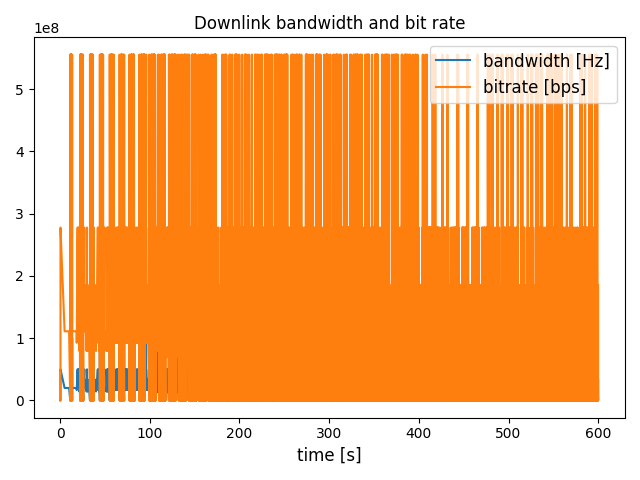 Downlink bandwidth and bit rate
1e8
bandwidth [Hz]
bitrate [bps]
5
4
3
2
1
0
0 100 200 300 400 500 600
time [s]